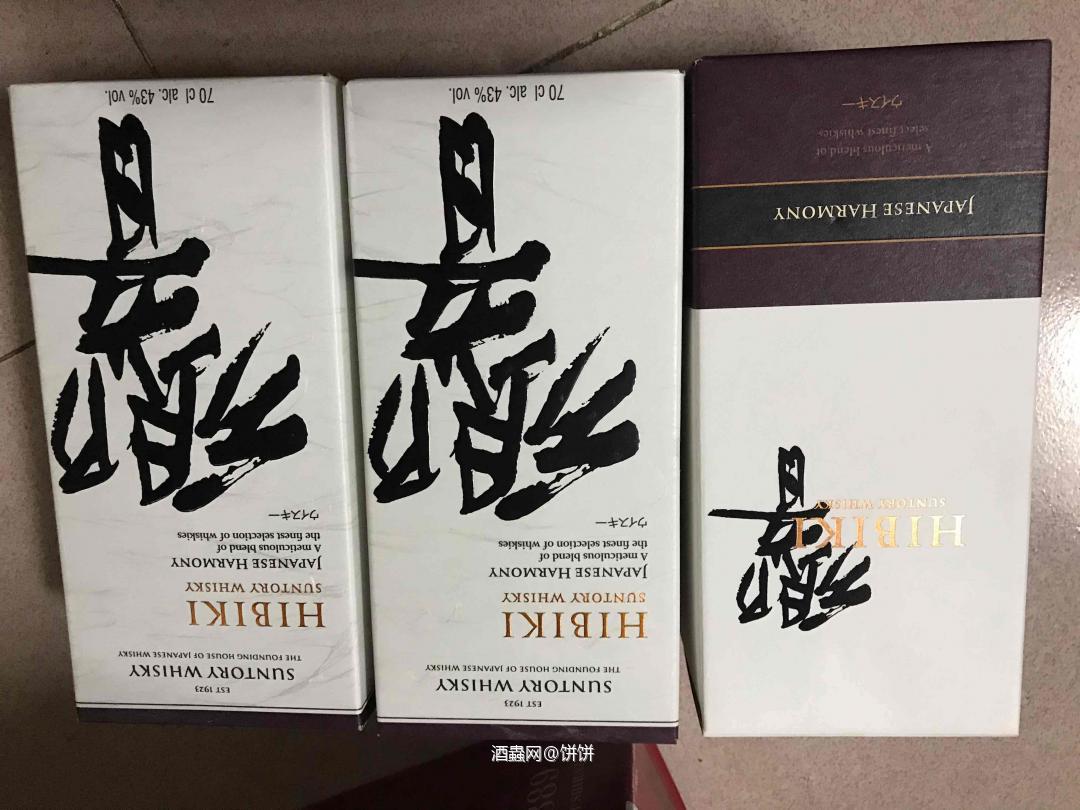 EST 1923
SUNTORY WHISKY
THE FOUNDING HOUSE OF JAPANESE WHISKY
HIBIKI
SUNTORY WHISKY
JAPANESE HARMONY
A meticulous blend of
the finest selection of whiskies
ウイスキー
響
70 cl alc. 43% vol.
EST 1923
SUNTORY WHISKY
THE FOUNDING HOUSE OF JAPANESE WHISKY
HIBIKI
SUNTORY WHISKY
JAPANESE HARMONY
A meticulous blend of
the finest selection of whiskies
ウイスキー
響
70 cl alc. 43% vol.
響
HIBIKI
SUNTORY WHISKY
JAPANESE HARMONY
A meticulous blend of
select finest whiskies
ウイスキー
酒蟲网@饼饼